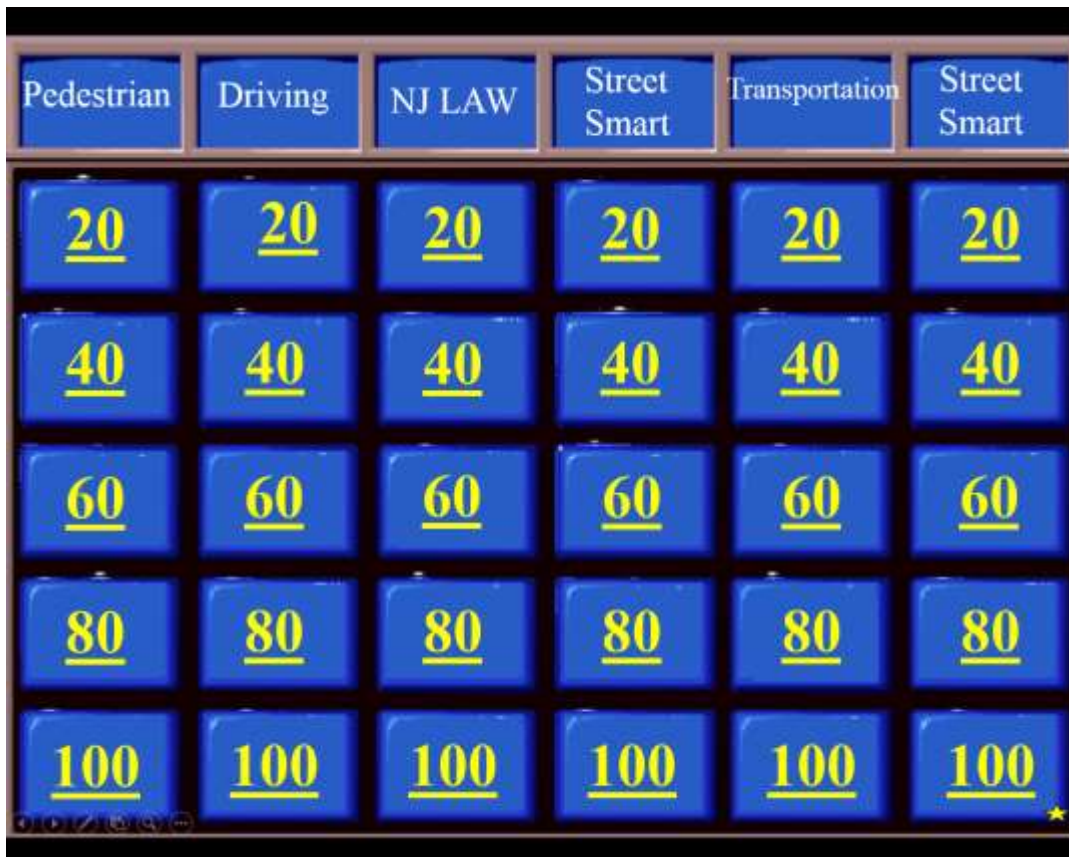 Pedestrian Driving NJ LAW Street Smart Transportation Street Smart
20 20 20 20 20 20
40 40 40 40 40 40
60 60 60 60 60 60
80 80 80 80 80 80
100 100 100 100 100 100